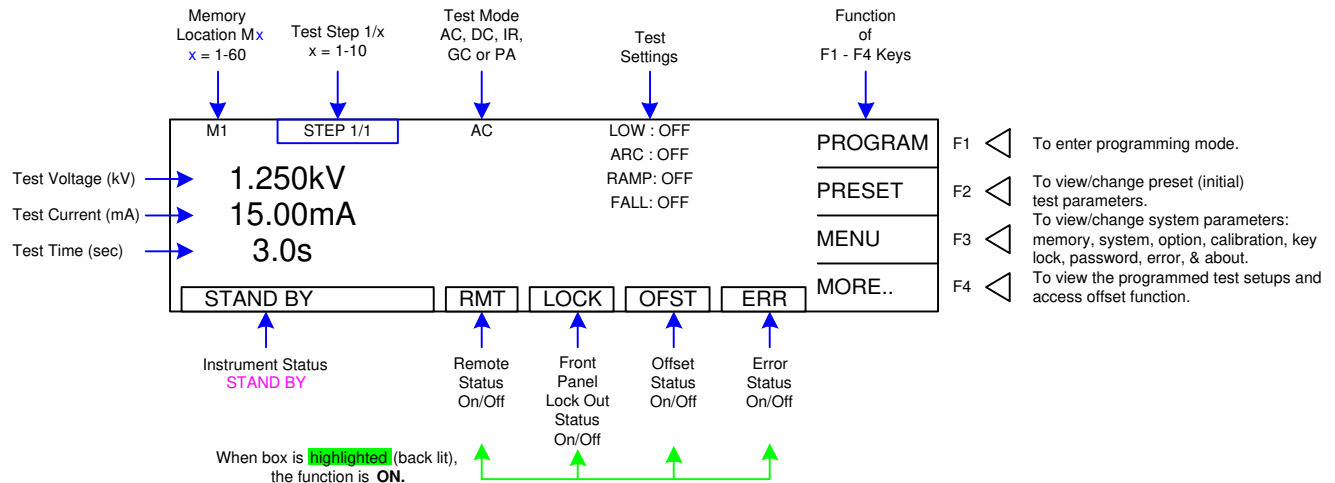 Memory
Location Mx
x = 1-60
Test Step 1/x
x = 1-10
Test Mode
AC, DC, IR,
GC or PA
Test
Settings
Function
of
F1 - F4 Keys
M1
STEP 1/1
AC
LOW : OFF
ARC : OFF
RAMP: OFF
FALL: OFF
Test Voltage (kV)
1.250kV
Test Current (mA)
15.00mA
Test Time (sec)
3.0s
PROGRAM
F1
To enter programming mode.
PRESET
F2
To view/change preset (initial)
test parameters.
MENU
F3
To view/change system parameters:
memory, system, option, calibration, key
lock, password, error, & about.
MORE..
F4
To view the programmed test setups and
access offset function.
STAND BY
RMT
LOCK
OFST
ERR
Instrument Status
STAND BY
Remote
Status
On/Off
Front
Panel
Lock Out
Status
On/Off
Offset
Status
On/Off
Error
Status
On/Off
When box is highlighted (back lit),
the function is ON.